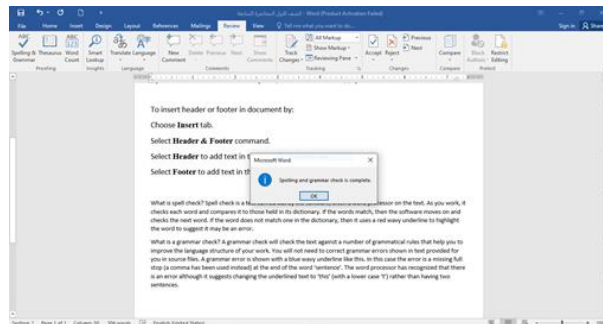 File Home Insert Design Layout References Mailings Review View Tell me what you want to do... Sign in Share
Spelling & Grammar Thesaurus Word Count Smart Lookup Translate Language New Comment Delete Previous Next Show Comments Track Changes All Markup Show Markup Reviewing Pane Accept Reject Previous Next Compare Block Authors Restrict Editing
Proofing Insights Language Comments Tracking Changes Compare Protect
To insert header or footer in document by:
Choose Insert tab.
Select Header & Footer command.
Select Header to add text in t
Select Footer to add text in th
Microsoft Word
Spelling and grammar check is complete.
OK
What is spell check? Spell check is a essor on the text. As you work, it
checks each word and compares it to those held in its dictionary. If the words match, then the software moves on and
checks the next word. If the word does not match one in the dictionary, then it uses a red wavy underline to highlight
the word to suggest it may be an error.
What is a grammar check? A grammar check will check the text against a number of grammatical rules that help you to
improve the language structure of your work. You will not need to correct grammar errors shown in text provided for
you in source files. A grammar error is shown with a blue wavy underline like this. In this case the error is a missing full
stop (a comma has been used instead) at the end of the word 'sentence'. The word processor has recognised that there
is an error although it suggests changing the underlined text to 'this' (with a lower case 't') rather than having two
sentences.